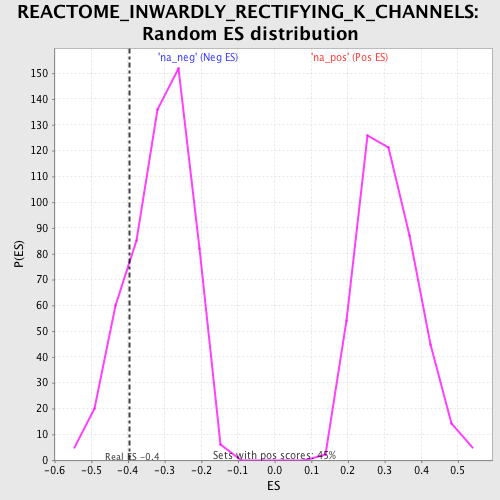 REACTOME_INWARDLY_RECTIFYING_K_CHANNELS:
Random ES distribution
'na_neg' (Neg ES) 'na_pos' (Pos ES)
150
140
130
120
110
100
90
80
70
60
50
40
30
20
10
0
P(ES)
Real ES -0.4 Sets with pos scores: 45%
-0.6 -0.5 -0.4 -0.3 -0.2 -0.1 0.0 0.1 0.2 0.3 0.4 0.5
ES